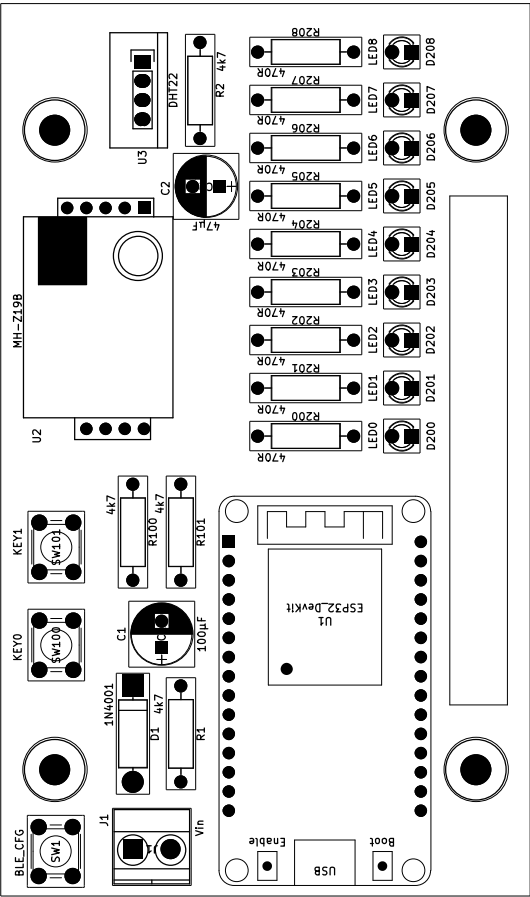 R208
470R
LED8
D208
R207
470R
LED7
D207
R206
470R
LED6
D206
R205
470R
LED5
D205
R204
470R
LED4
D204
R203
470R
LED3
D203
R202
470R
LED2
D202
R201
470R
LED1
D201
R200
470R
LED0
D200
DHT22
U3
4k7
R2
C2
+
47µF
MH-Z19B
U2
KEY1
SW101
4k7
R100
4k7
R101
KEY0
SW100
C1
+
100µF
1N4001
D1
4k7
R1
BLE_CFG
SW1
J1
J1
Vin
U1
ESP32_DevKit
Enable
USB
Boot